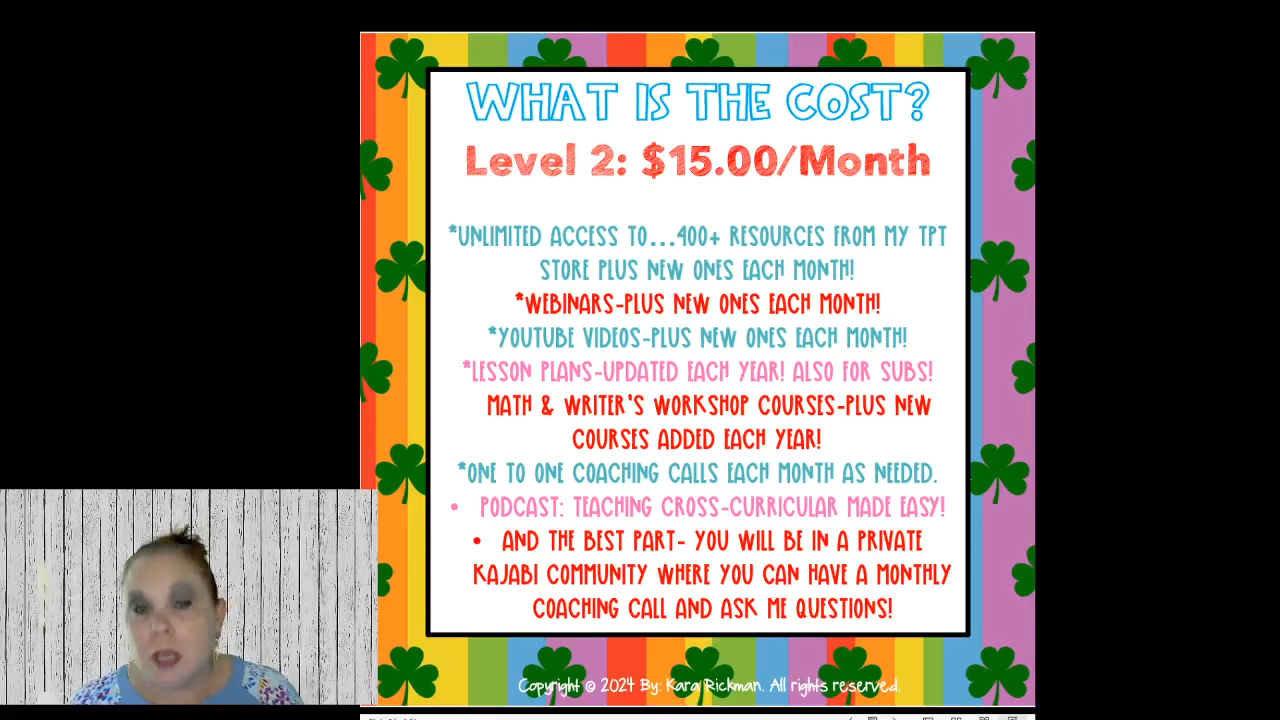 WHAT IS THE COST?
Level 2: $15.00/Month
*UNLIMITED ACCESS TO...400+ RESOURCES FROM MY TPT
STORE PLUS NEW ONES EACH MONTH!
*WEBINARS-PLUS NEW ONES EACH MONTH!
*YOUTUBE VIDEOS-PLUS NEW ONES EACH MONTH!
*LESSON PLANS-UPDATED EACH YEAR! ALSO FOR SUBS!
MATH & WRITER'S WORKSHOP COURSES-PLUS NEW
COURSES ADDED EACH YEAR!
*ONE TO ONE COACHING CALLS EACH MONTH AS NEEDED.
• PODCAST: TEACHING CROSS-CURRICULAR MADE EASY!
• AND THE BEST PART- YOU WILL BE IN A PRIVATE
KAJABI COMMUNITY WHERE YOU CAN HAVE A MONTHLY
COACHING CALL AND ASK ME QUESTIONS!
Copyright © 2024 By: Kara Rickman. All rights reserved.